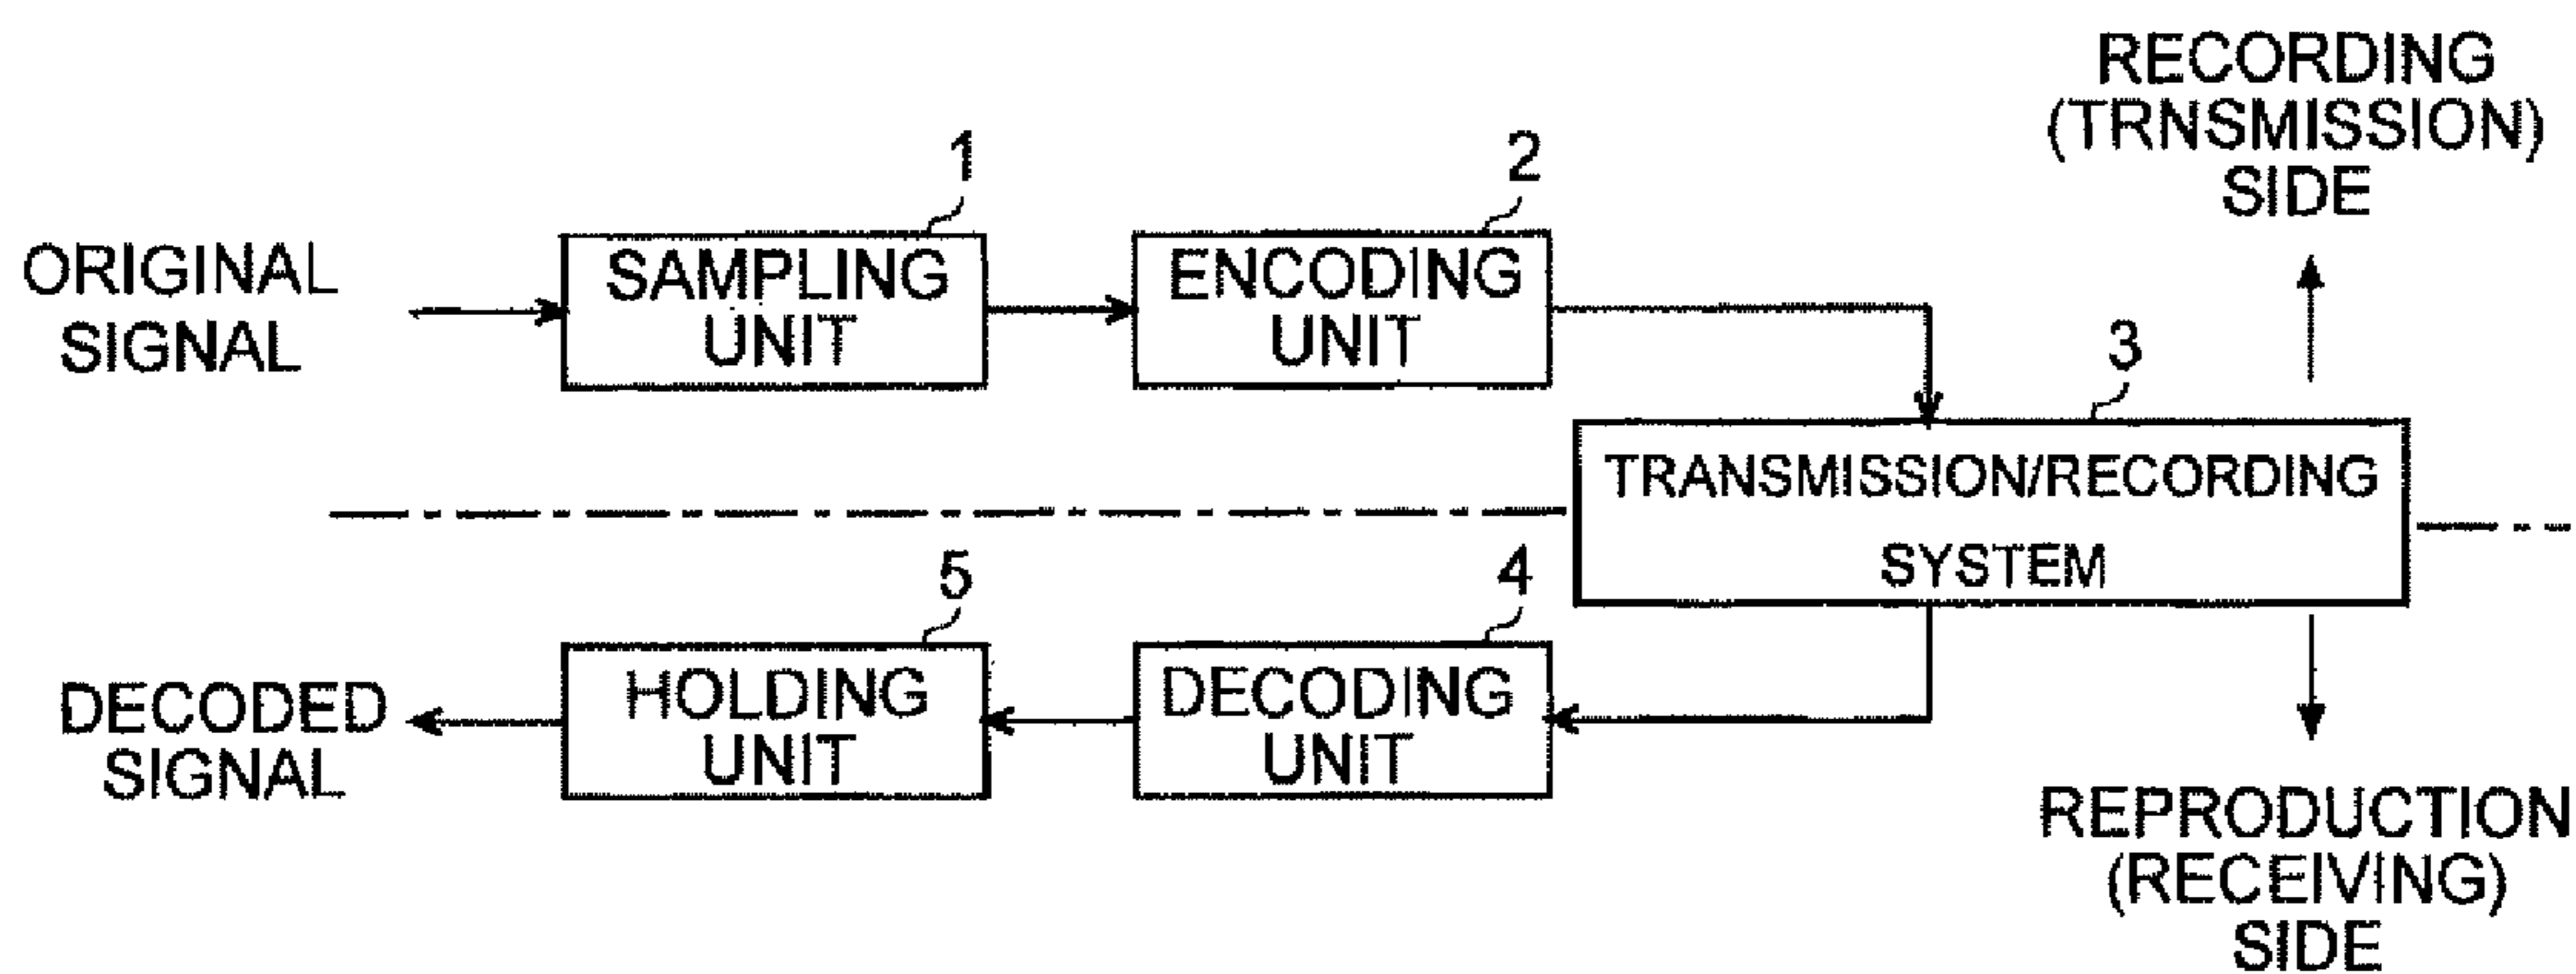 RECORDING
(TRNSMISSION)
SIDE
1
2
ORIGINAL
SIGNAL
SAMPLING
UNIT
ENCODING
UNIT
3
TRANSMISSION/RECORDING
SYSTEM
5
4
DECODED
SIGNAL
HOLDING
UNIT
DECODING
UNIT
REPRODUCTION
(RECEIVING)
SIDE